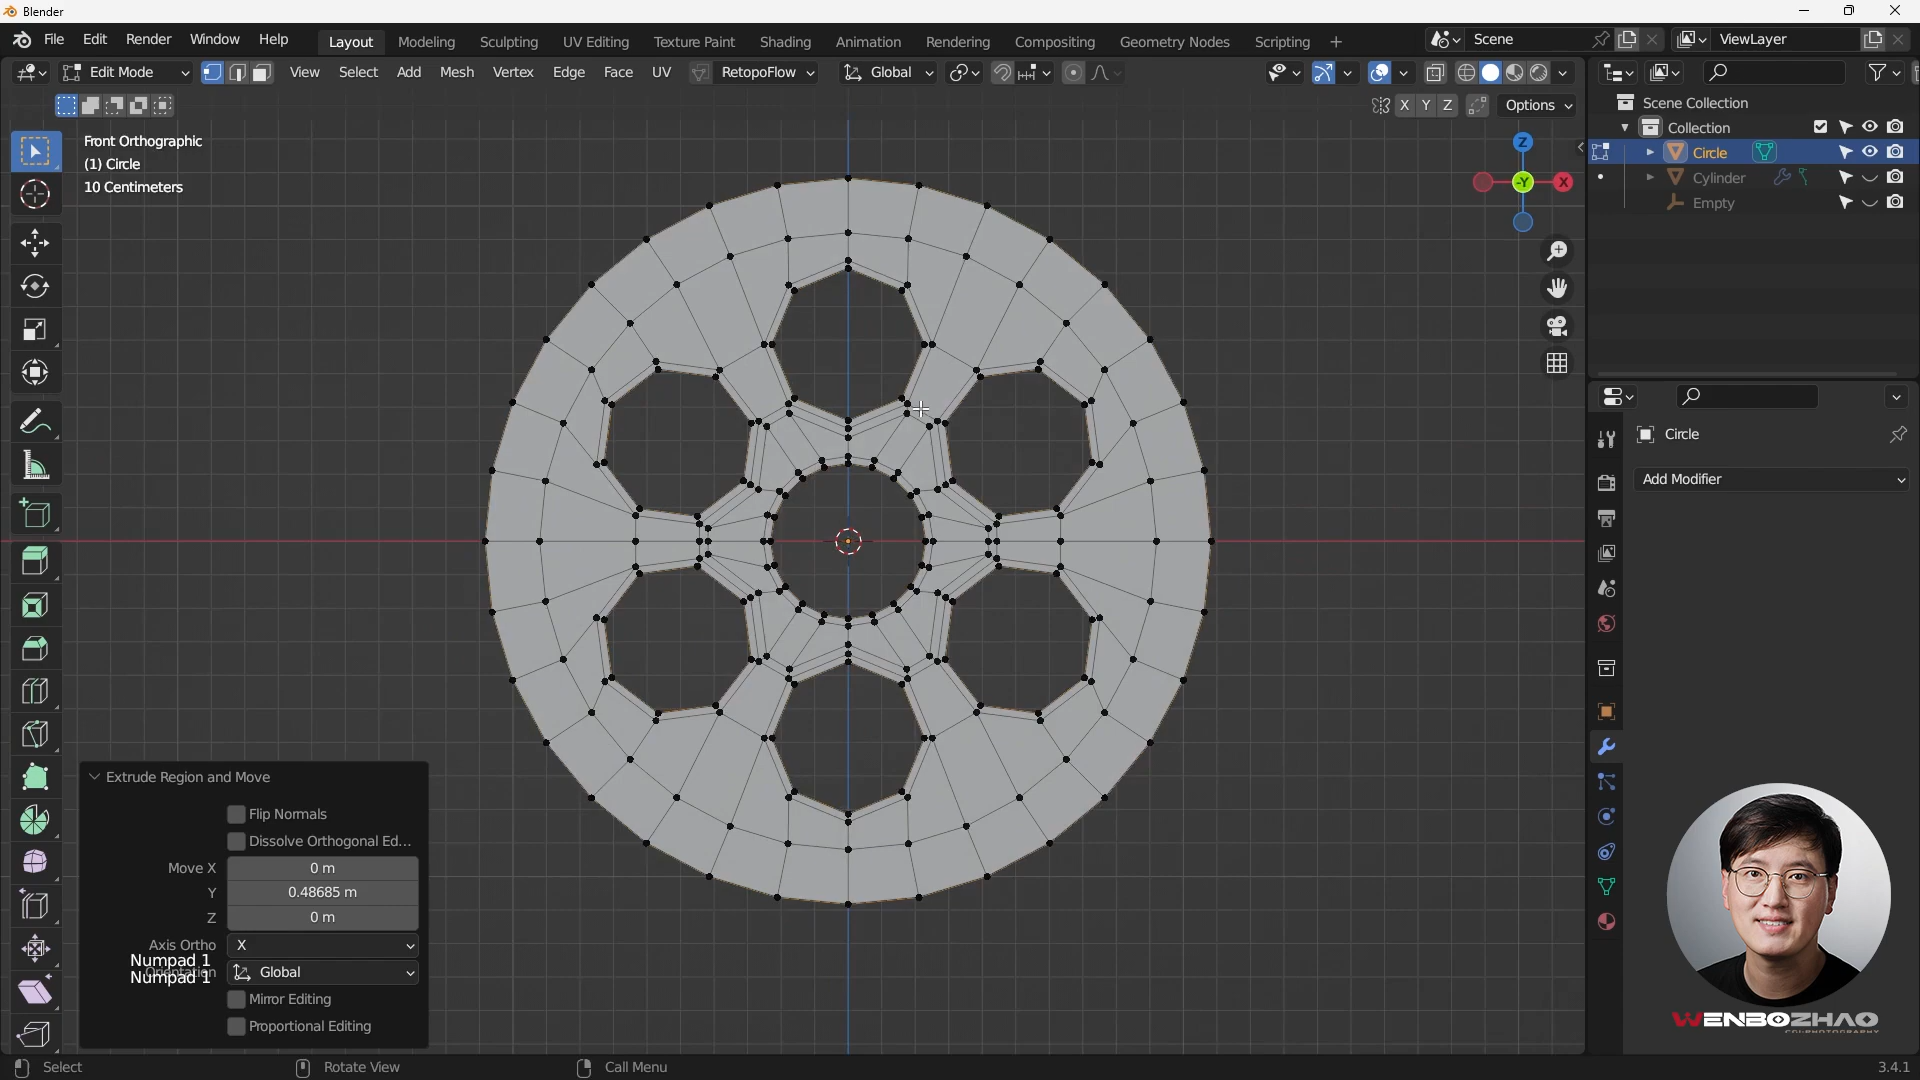 Blender
File Edit Render Window Help Layout Modeling Sculpting UV Editing Texture Paint Shading Animation Rendering Compositing Geometry Nodes Scripting + Scene ViewLayer
Edit Mode View Select Add Mesh Vertex Edge Face UV RetopoFlow Global
X Y Z Options
Front Orthographic
(1) Circle
10 Centimeters
Z
-Y X
Scene Collection
Collection
Circle
Cylinder
Empty
Circle
Add Modifier
Extrude Region and Move
Flip Normals
Dissolve Orthogonal Ed...
Move X 0 m
Y 0.48685 m
Z 0 m
Axis Ortho X
Numpad 1
Orientation Global
Numpad 1
Mirror Editing
Proportional Editing
WENBOZHAO
Select Rotate View Call Menu 3.4.1